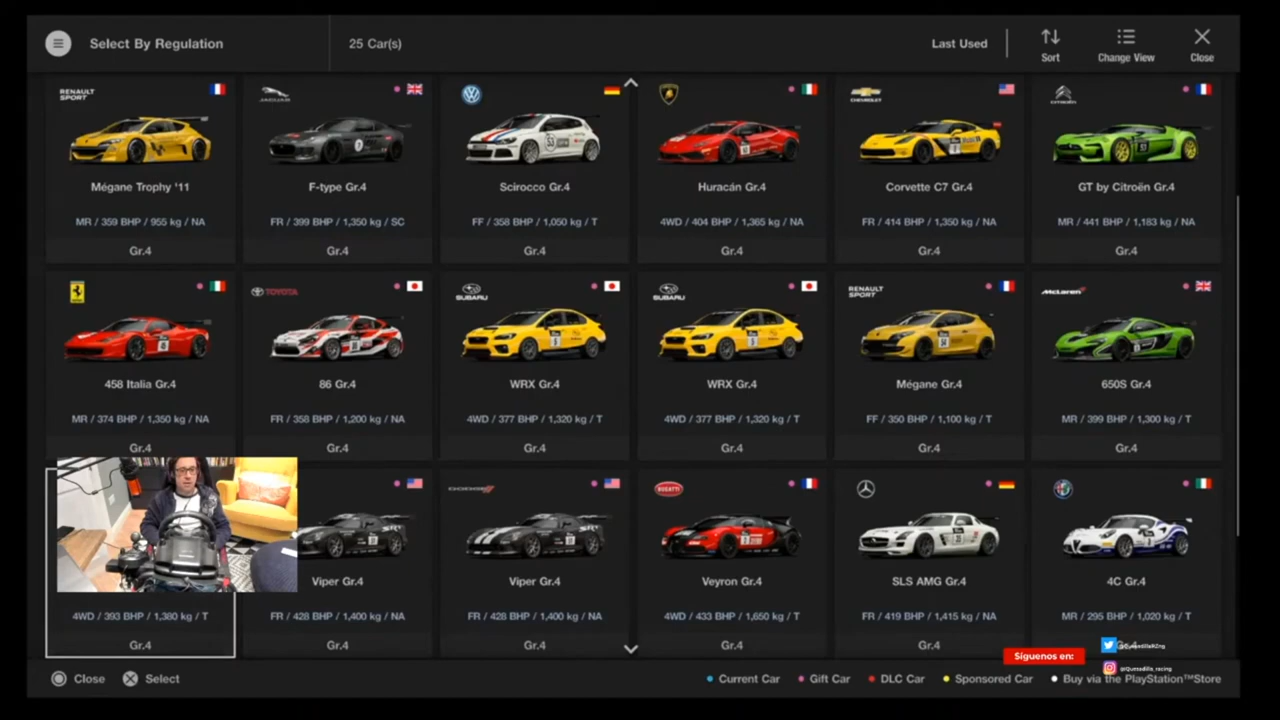 Select By Regulation
25 Car(s)
Last Used
Sort
Change View
Close
RENAULT SPORT
JAGUAR
CHEVROLET
CITROËN
Mégane Trophy '11
F-type Gr.4
Scirocco Gr.4
Huracán Gr.4
Corvette C7 Gr.4
GT by Citroën Gr.4
MR / 359 BHP / 955 kg / NA
FR / 399 BHP / 1,350 kg / SC
FF / 358 BHP / 1,050 kg / T
4WD / 404 BHP / 1,365 kg / NA
FR / 414 BHP / 1,350 kg / NA
MR / 441 BHP / 1,183 kg / NA
Gr.4
Gr.4
Gr.4
Gr.4
Gr.4
Gr.4
TOYOTA
SUBARU
SUBARU
RENAULT SPORT
McLaren
458 Italia Gr.4
86 Gr.4
WRX Gr.4
WRX Gr.4
Mégane Gr.4
650S Gr.4
MR / 374 BHP / 1,350 kg / NA
FR / 358 BHP / 1,200 kg / NA
4WD / 377 BHP / 1,320 kg / T
4WD / 377 BHP / 1,320 kg / T
FF / 350 BHP / 1,100 kg / T
MR / 399 BHP / 1,300 kg / T
Gr.4
Gr.4
Gr.4
Gr.4
Gr.4
Gr.4
DODGE
BUGATTI
Viper Gr.4
Viper Gr.4
Veyron Gr.4
SLS AMG Gr.4
4C Gr.4
4WD / 393 BHP / 1,380 kg / T
FR / 428 BHP / 1,400 kg / NA
FR / 428 BHP / 1,400 kg / NA
4WD / 433 BHP / 1,650 kg / T
FR / 419 BHP / 1,415 kg / NA
MR / 295 BHP / 1,020 kg / T
Gr.4
Gr.4
Gr.4
Gr.4
Gr.4
Gr.4
Síguenos en:
Close
Select
Current Car
Gift Car
DLC Car
Sponsored Car
Buy via the PlayStation™Store